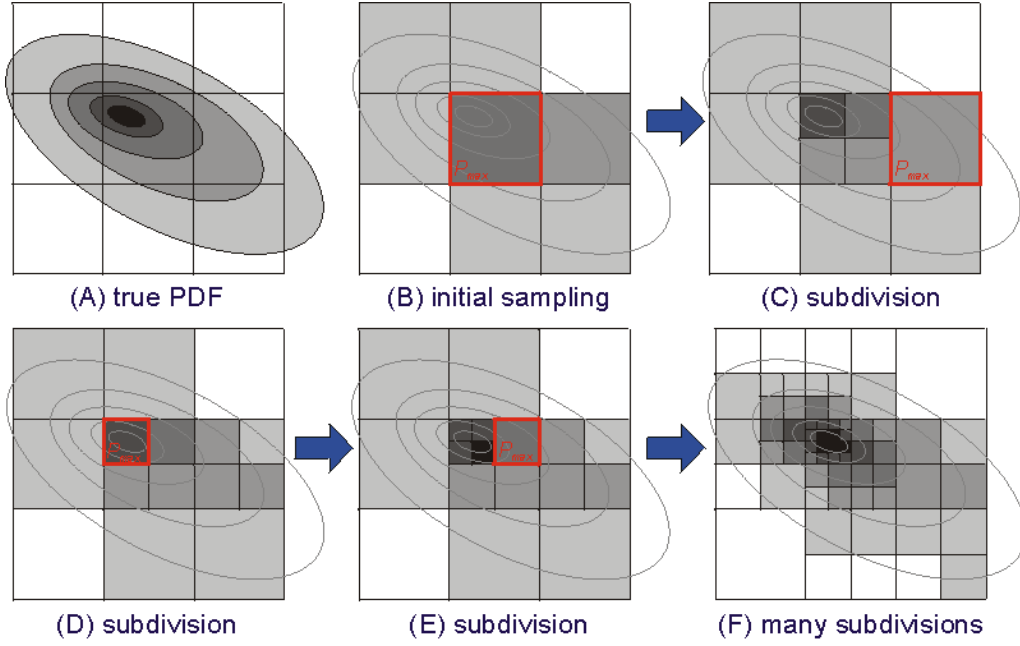 P max
P max
(A) true PDF
(B) initial sampling
(C) subdivision
P max
P max
(D) subdivision
(E) subdivision
(F) many subdivisions